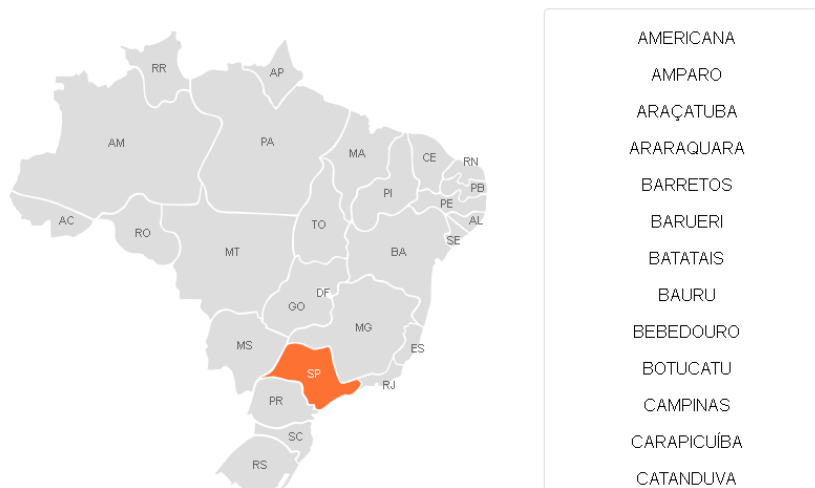 RR
AP
AM
PA
MA
CE
RN
PI
PB
PE
AL
SE
AC
RO
TO
MT
BA
DF
GO
MG
MS
ES
SP
RJ
PR
SC
RS
AMERICANA
AMPARO
ARAÇATUBA
ARARAQUARA
BARRETOS
BARUERI
BATATAIS
BAURU
BEBEDOURO
BOTUCATU
CAMPINAS
CARAPICUÍBA
CATANDUVA